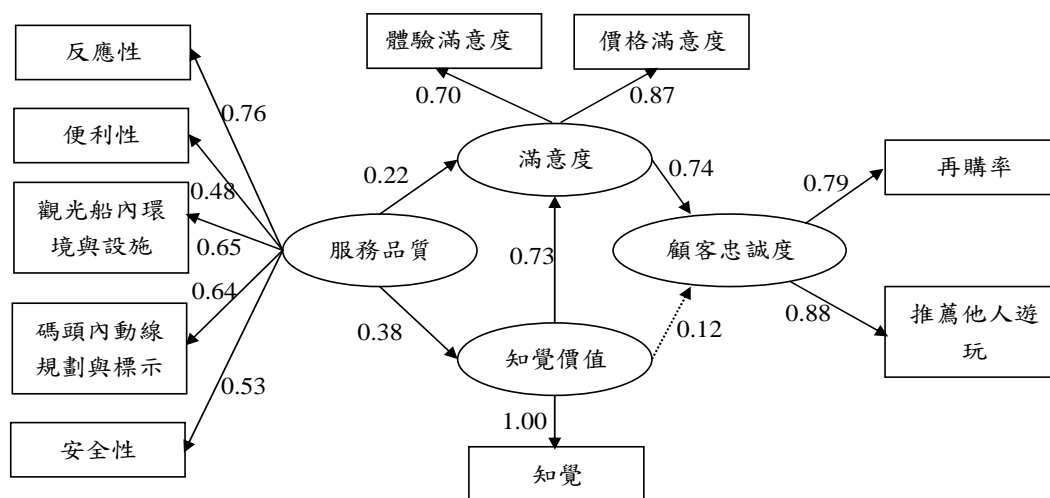 體驗滿意度
價格滿意度
反應性
0.70
0.87
0.76
便利性
滿意度
再購率
0.22
0.74
0.79
0.48
觀光船內環
境與設施
0.65
服務品質
0.73
顧客忠誠度
0.64
0.38
0.12
0.88
推薦他人遊
玩
碼頭內動線
規劃與標示
知覺價值
0.53
1.00
安全性
知覺